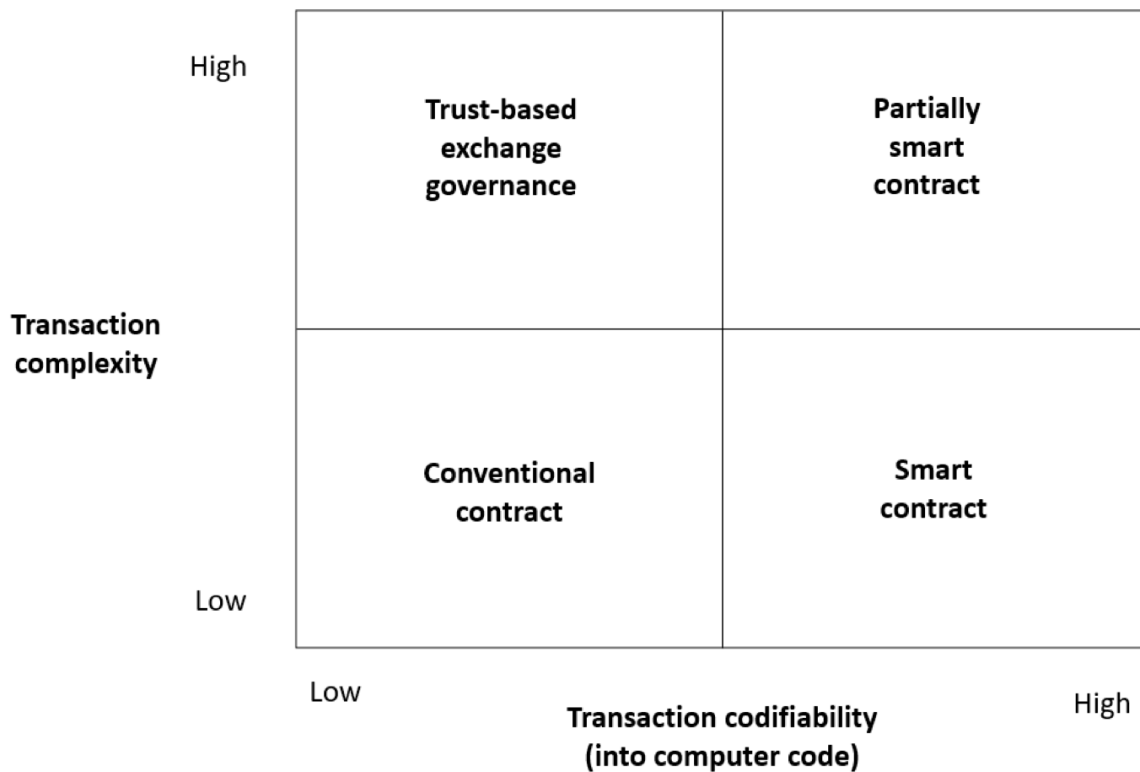 High
Trust-based
exchange
governance
Partially
smart
contract
Transaction
complexity
Conventional
contract
Smart
contract
Low
Low
High
Transaction codifiability
(into computer code)